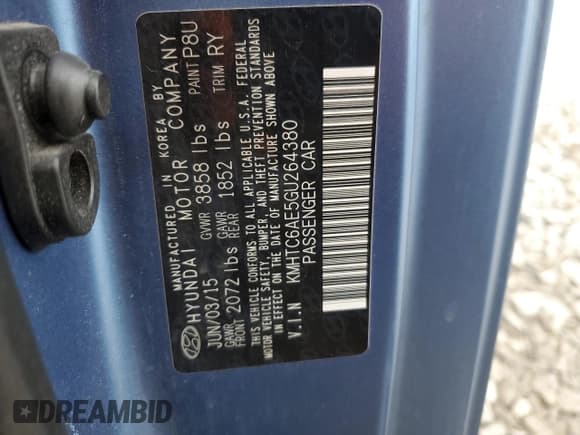 MANUFACTURED IN KOREA BY
HYUNDAI MOTOR COMPANY
JUN/03/15 GVWR 3858 lbs PAINT P8U
GAWR FRONT 2072 lbs GAWR REAR 1852 lbs TRIM RY
THIS VEHICLE CONFORMS TO ALL APPLICABLE U.S.A. FEDERAL
MOTOR VEHICLE SAFETY, BUMPER, AND THEFT PREVENTION STANDARDS
IN EFFECT ON THE DATE OF MANUFACTURE SHOWN ABOVE
V.I.N KMHTC6AE5GU264380
PASSENGER CAR
DREAMBID